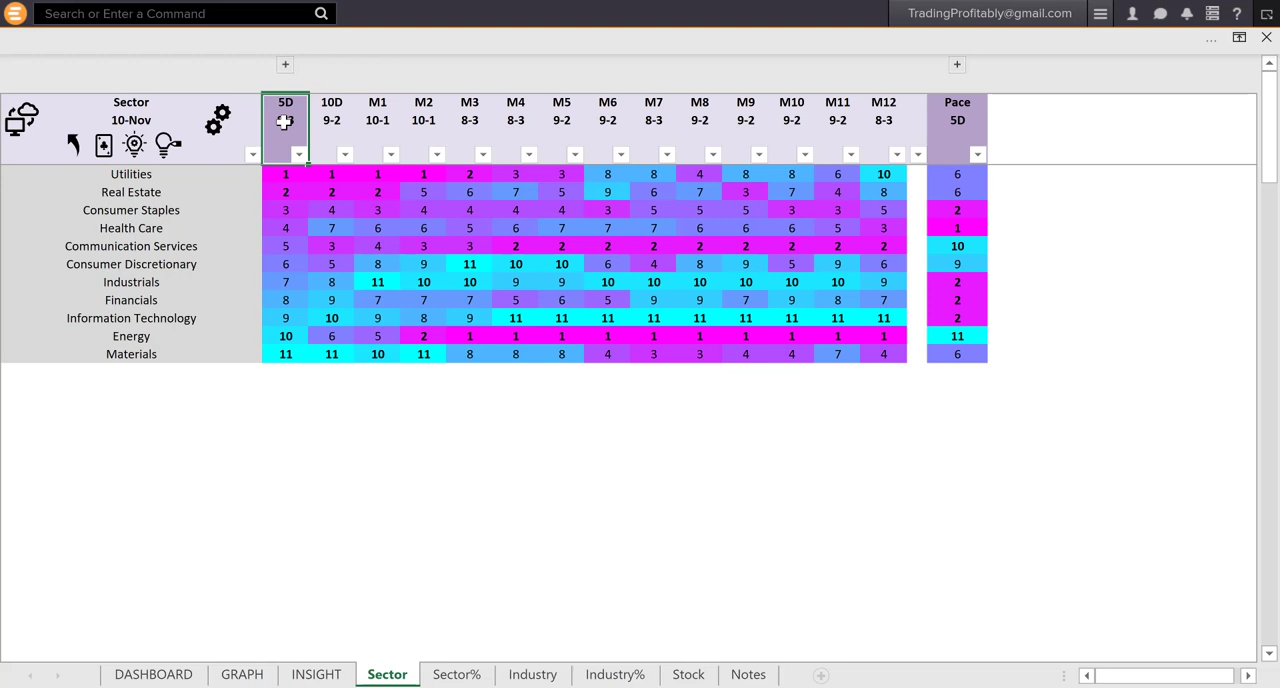 Search or Enter a Command TradingProfitably@gmail.com ?
...
+ +
Sector 5D 10D M1 M2 M3 M4 M5 M6 M7 M8 M9 M10 M11 M12 Pace
10-Nov 9-2 10-1 10-1 8-3 8-3 9-2 9-2 8-3 9-2 9-2 9-2 9-2 8-3 5D
Utilities 1 1 1 1 2 3 3 8 8 4 8 8 6 10 6
Real Estate 2 2 2 5 6 7 5 9 6 7 3 7 4 8 6
Consumer Staples 3 4 3 4 4 4 4 3 5 5 5 3 3 5 2
Health Care 4 7 6 6 5 6 7 7 7 6 6 6 5 3 1
Communication Services 5 3 4 3 3 2 2 2 2 2 2 2 2 2 10
Consumer Discretionary 6 5 8 9 11 10 10 6 4 8 9 5 9 6 9
Industrials 7 8 11 10 10 9 9 10 10 10 10 10 10 9 2
Financials 8 9 7 7 7 5 6 5 9 9 7 9 8 7 2
Information Technology 9 10 9 8 9 11 11 11 11 11 11 11 11 11 2
Energy 10 6 5 2 1 1 1 1 1 1 1 1 1 1 11
Materials 11 11 10 11 8 8 8 4 3 3 4 4 7 4 6
DASHBOARD GRAPH INSIGHT Sector Sector% Industry Industry% Stock Notes